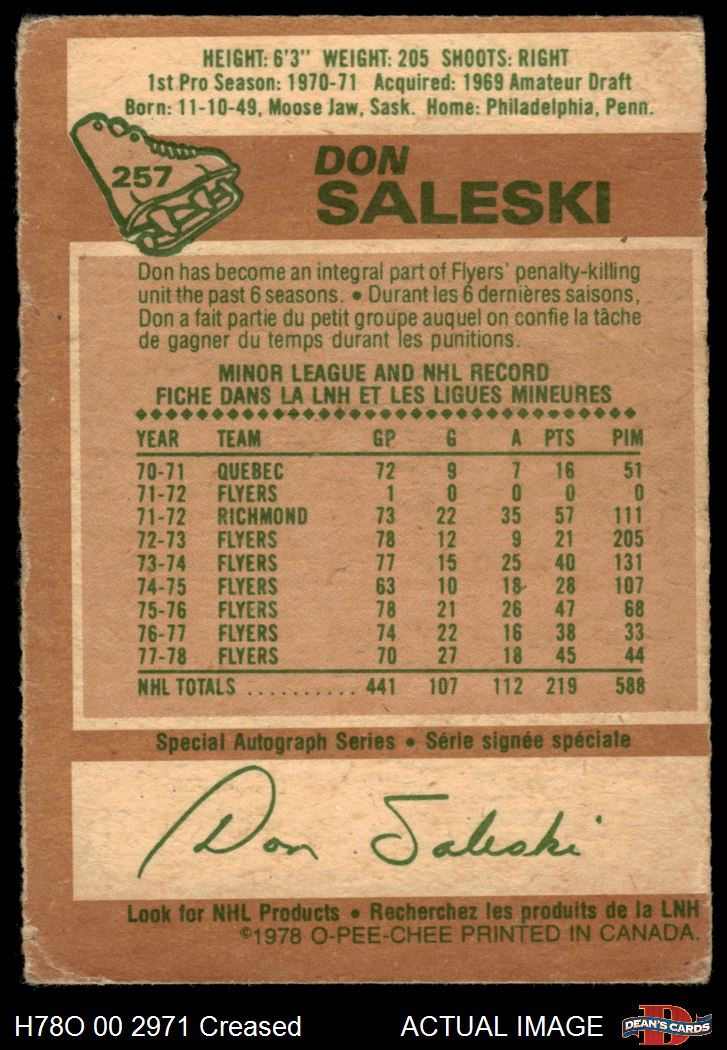 HEIGHT: 6'3" WEIGHT: 205 SHOOTS: RIGHT
1st Pro Season: 1970-71 Acquired: 1969 Amateur Draft
Born: 11-10-49, Moose Jaw, Sask. Home: Philadelphia, Penn.
257
DON
SALESKI
Don has become an integral part of Flyers' penalty-killing
unit the past 6 seasons. • Durant les 6 dernières saisons,
Don a fait partie du petit groupe auquel on confie la tâche
de gagner du temps durant les punitions.
MINOR LEAGUE AND NHL RECORD
FICHE DANS LA LNH ET LES LIGUES MINEURES
YEAR TEAM GP G A PTS PIM
70-71 QUEBEC 72 9 7 16 51
71-72 FLYERS 1 0 0 0 0
71-72 RICHMOND 73 22 35 57 111
72-73 FLYERS 78 12 9 21 205
73-74 FLYERS 77 15 25 40 131
74-75 FLYERS 63 10 18 28 107
75-76 FLYERS 78 21 26 47 68
76-77 FLYERS 74 22 16 38 33
77-78 FLYERS 70 27 18 45 44
NHL TOTALS .......... 441 107 112 219 588
Special Autograph Series • Série signée spéciale
Don Saleski
Look for NHL Products • Recherchez les produits de la LNH
©1978 O-PEE-CHEE PRINTED IN CANADA.
H78O 00 2971 Creased ACTUAL IMAGE
D
DEAN'S CARDS